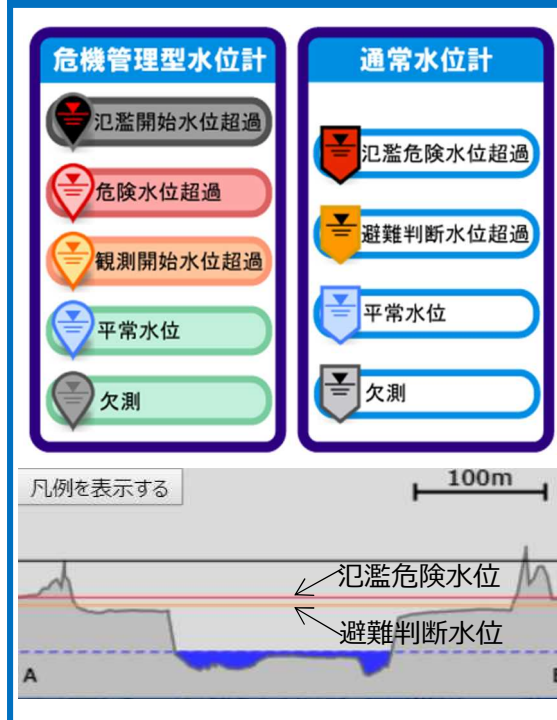 危機管理型水位計
氾濫開始水位超過
危険水位超過
観測開始水位超過
平常水位
欠測
通常水位計
氾濫危険水位超過
避難判断水位超過
平常水位
欠測
凡例を表示する
100m
氾濫危険水位
避難判断水位
A